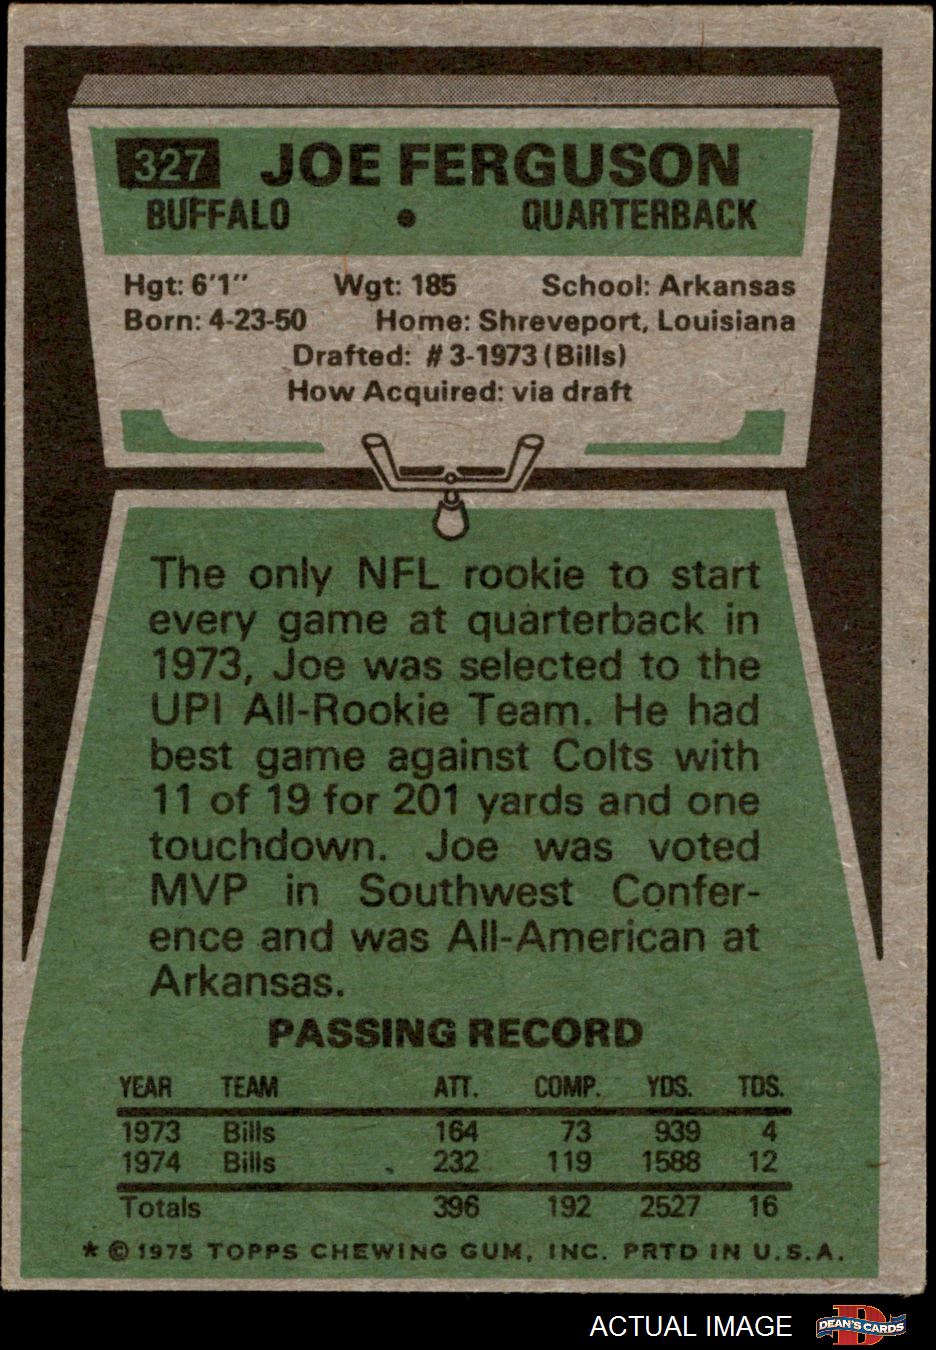 327 JOE FERGUSON
BUFFALO • QUARTERBACK
Hgt: 6'1" Wgt: 185 School: Arkansas
Born: 4-23-50 Home: Shreveport, Louisiana
Drafted: #3-1973 (Bills)
How Acquired: via draft
The only NFL rookie to start
every game at quarterback in
1973, Joe was selected to the
UPI All-Rookie Team. He had
best game against Colts with
11 of 19 for 201 yards and one
touchdown. Joe was voted
MVP in Southwest Confer-
ence and was All-American at
Arkansas.
PASSING RECORD
YEAR TEAM ATT. COMP. YDS. TDS.
1973 Bills 164 73 939 4
1974 Bills 232 119 1588 12
Totals 396 192 2527 16
* © 1975 TOPPS CHEWING GUM, INC. PRTD IN U.S.A.
ACTUAL IMAGE
DEAN'S CARDS